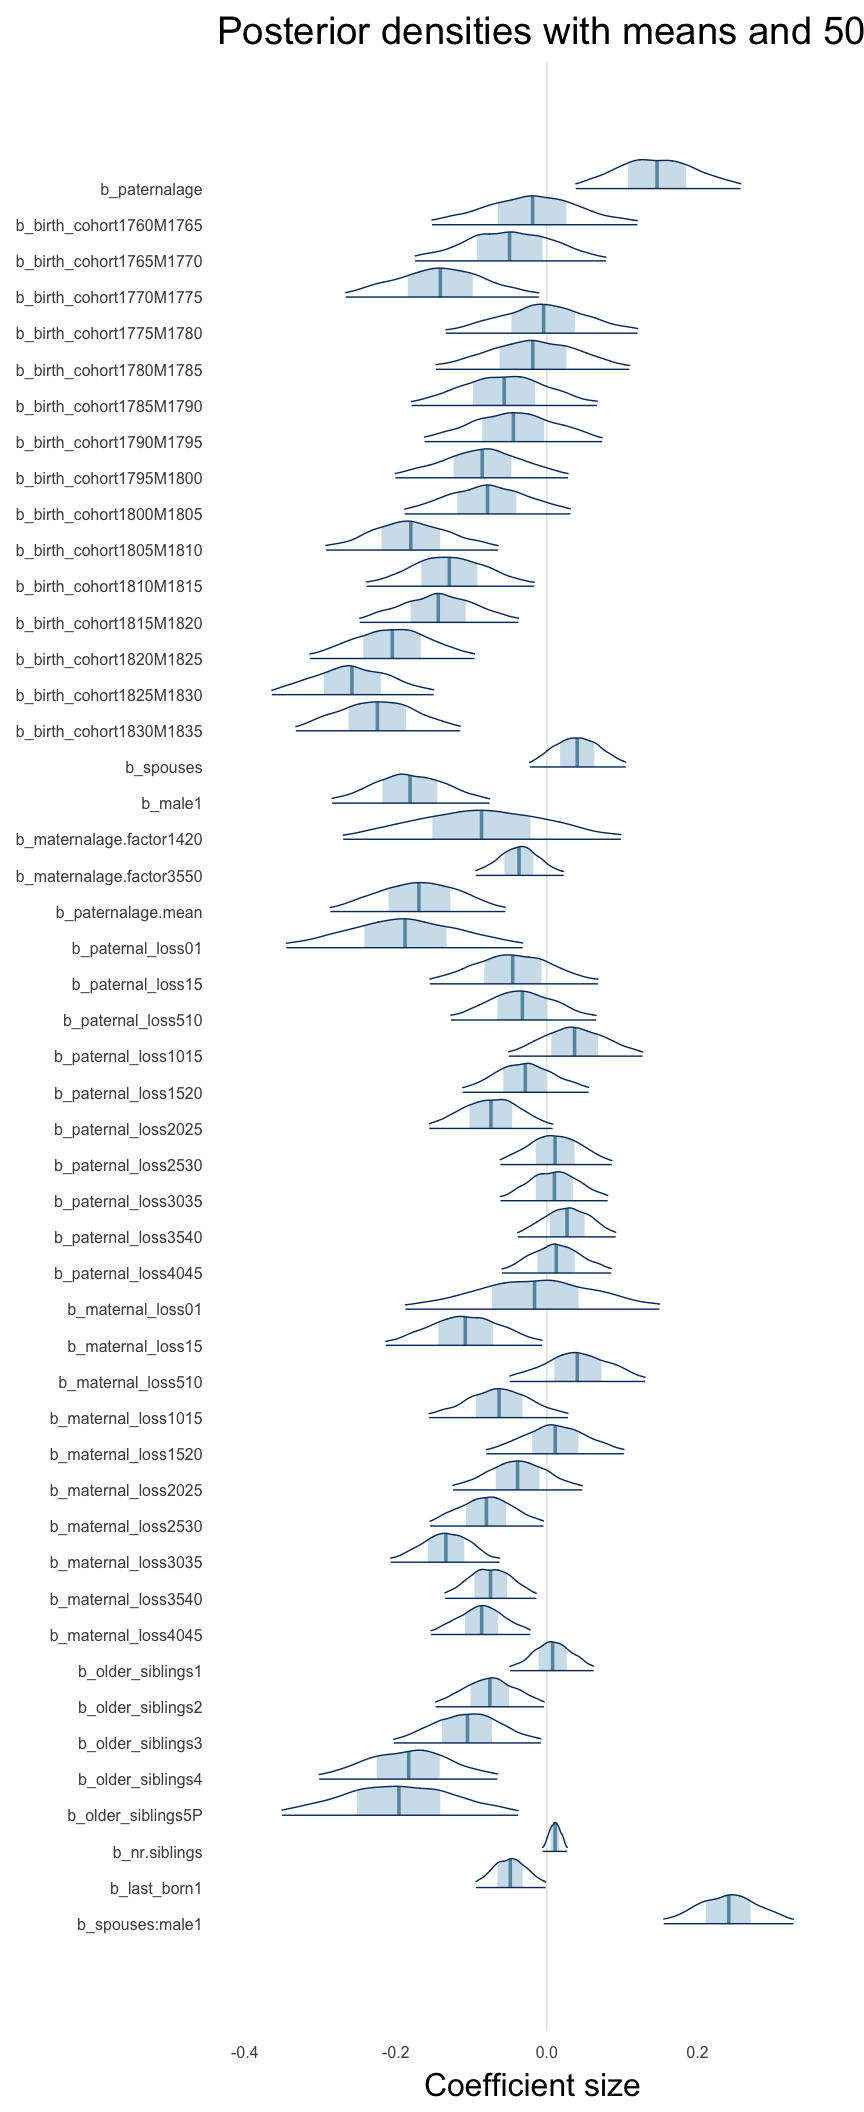 Posterior densities with means and 50
b_paternalage
b_birth_cohort1760M1765
b_birth_cohort1765M1770
b_birth_cohort1770M1775
b_birth_cohort1775M1780
b_birth_cohort1780M1785
b_birth_cohort1785M1790
b_birth_cohort1790M1795
b_birth_cohort1795M1800
b_birth_cohort1800M1805
b_birth_cohort1805M1810
b_birth_cohort1810M1815
b_birth_cohort1815M1820
b_birth_cohort1820M1825
b_birth_cohort1825M1830
b_birth_cohort1830M1835
b_spouses
b_male1
b_maternalage.factor1420
b_maternalage.factor3550
b_paternalage.mean
b_paternal_loss01
b_paternal_loss15
b_paternal_loss510
b_paternal_loss1015
b_paternal_loss1520
b_paternal_loss2025
b_paternal_loss2530
b_paternal_loss3035
b_paternal_loss3540
b_paternal_loss4045
b_maternal_loss01
b_maternal_loss15
b_maternal_loss510
b_maternal_loss1015
b_maternal_loss1520
b_maternal_loss2025
b_maternal_loss2530
b_maternal_loss3035
b_maternal_loss3540
b_maternal_loss4045
b_older_siblings1
b_older_siblings2
b_older_siblings3
b_older_siblings4
b_older_siblings5P
b_nr.siblings
b_last_born1
b_spouses:male1
-0.4 -0.2 0.0 0.2
Coefficient size